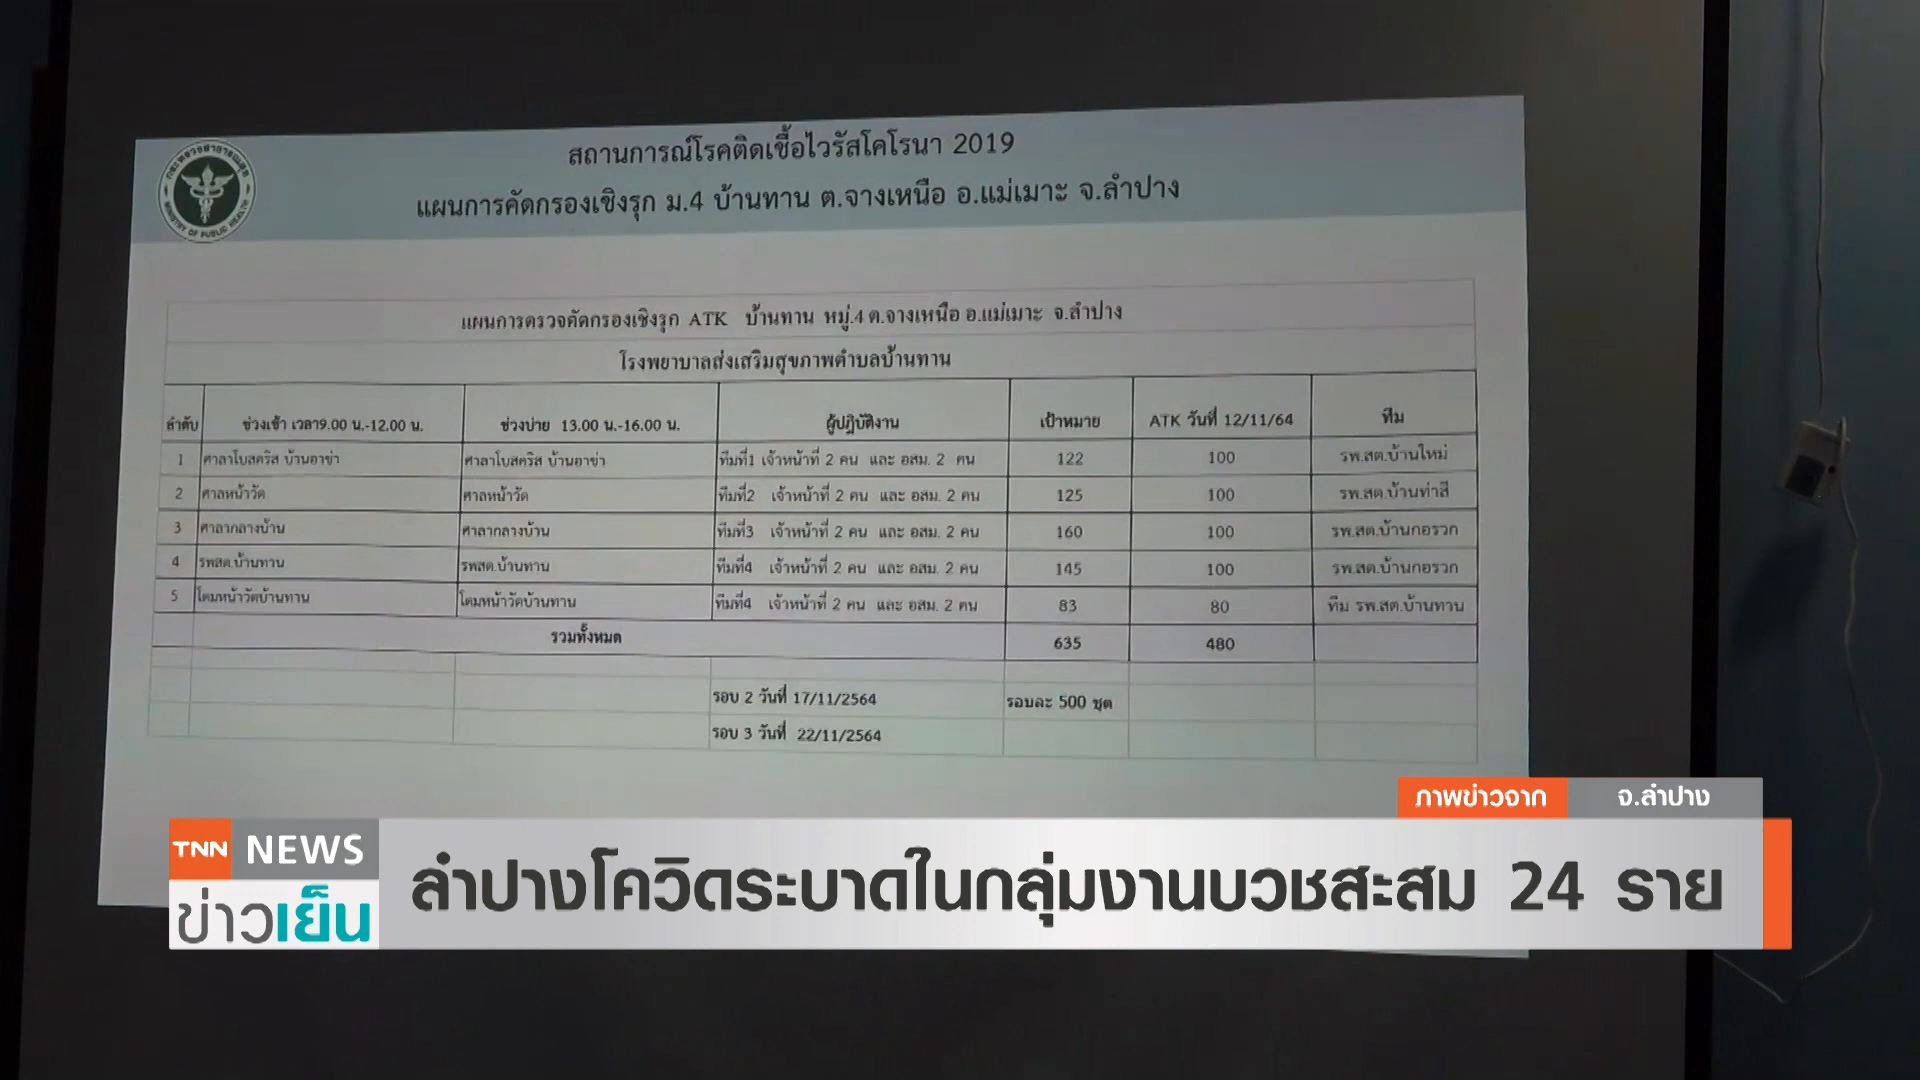 สถานการณ์โรคติดเชื้อไวรัสโคโรนา 2019
แผนการคัดกรองเชิงรุก ม.4 บ้านทาน ต.จางเหนือ อ.แม่เมาะ จ.ลำปาง
กระทรวงสาธารณสุข
MINISTRY OF PUBLIC HEALTH
แผนการตรวจคัดกรองเชิงรุก ATK บ้านทาน หมู่.4 ต.จางเหนือ อ.แม่เมาะ จ.ลำปาง
โรงพยาบาลส่งเสริมสุขภาพตำบลบ้านทาน
ลำดับ ช่วงเช้า เวลา9.00 น.-12.00 น. ช่วงบ่าย 13.00 น.-16.00 น. ผู้ปฏิบัติงาน เป้าหมาย ATK วันที่ 12/11/64 ทีม
1 ศาลาโบสคริส บ้านอาข่า ศาลาโบสคริส บ้านอาข่า ทีมที่1 เจ้าหน้าที่ 2 คน และ อสม. 2 คน 122 100 รพ.สต.บ้านใหม่
2 ศาลหน้าวัด ศาลหน้าวัด ทีมที่2 เจ้าหน้าที่ 2 คน และ อสม. 2 คน 125 100 รพ.สต.บ้านท่าสี
3 ศาลากลางบ้าน ศาลากลางบ้าน ทีมที่3 เจ้าหน้าที่ 2 คน และ อสม. 2 คน 160 100 รพ.สต.บ้านกอรวก
4 รพสต.บ้านทาน รพสต.บ้านทาน ทีมที่4 เจ้าหน้าที่ 2 คน และ อสม. 2 คน 145 100 รพ.สต.บ้านกอรวก
5 โดมหน้าวัดบ้านทาน โดมหน้าวัดบ้านทาน ทีมที่4 เจ้าหน้าที่ 2 คน และ อสม. 2 คน 83 80 ทีม รพ.สต.บ้านทาน
รวมทั้งหมด 635 480
รอบ 2 วันที่ 17/11/2564 รอบละ 500 ชุด
รอบ 3 วันที่ 22/11/2564
ภาพข่าวจาก จ.ลำปาง
TNN NEWS
ข่าวเย็น
ลำปางโควิดระบาดในกลุ่มงานบวชสะสม 24 ราย